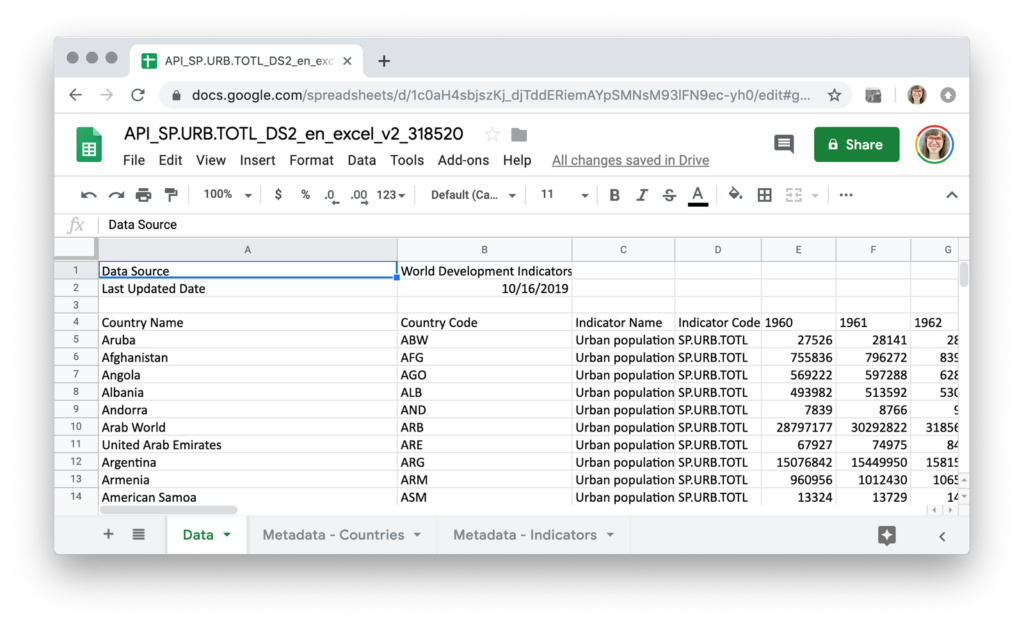 API_SP.URB.TOTL_DS2_en_exc
docs.google.com/spreadsheets/d/1c0aH4sbjszKj_djTddERiemAYpSMNsM93lFN9ec-yh0/edit#g...
API_SP.URB.TOTL_DS2_en_excel_v2_318520
File Edit View Insert Format Data Tools Add-ons Help All changes saved in Drive
Share
100% $ % .0 .00 123 Default (Ca... 11 B I S A
fx Data Source
A B C D E F G
1 Data Source World Development Indicators
2 Last Updated Date 10/16/2019
3
4 Country Name Country Code Indicator Name Indicator Code 1960 1961 1962
5 Aruba ABW Urban population SP.URB.TOTL 27526 28141 28
6 Afghanistan AFG Urban population SP.URB.TOTL 755836 796272 839
7 Angola AGO Urban population SP.URB.TOTL 569222 597288 628
8 Albania ALB Urban population SP.URB.TOTL 493982 513592 530
9 Andorra AND Urban population SP.URB.TOTL 7839 8766 9
10 Arab World ARB Urban population SP.URB.TOTL 28797177 30292822 31856
11 United Arab Emirates ARE Urban population SP.URB.TOTL 67927 74975 84
12 Argentina ARG Urban population SP.URB.TOTL 15076842 15449950 15815
13 Armenia ARM Urban population SP.URB.TOTL 960956 1012430 1065
14 American Samoa ASM Urban population SP.URB.TOTL 13324 13729 14
Data Metadata - Countries Metadata - Indicators